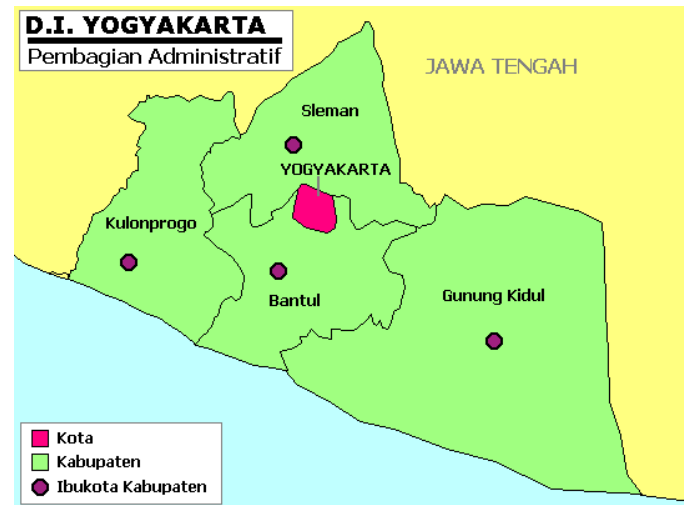 D.I. YOGYAKARTA
Pembagian Administratif
JAWA TENGAH
Sleman
YOGYAKARTA
Kulonprogo
Bantul
Gunung Kidul
Kota
Kabupaten
Ibukota Kabupaten